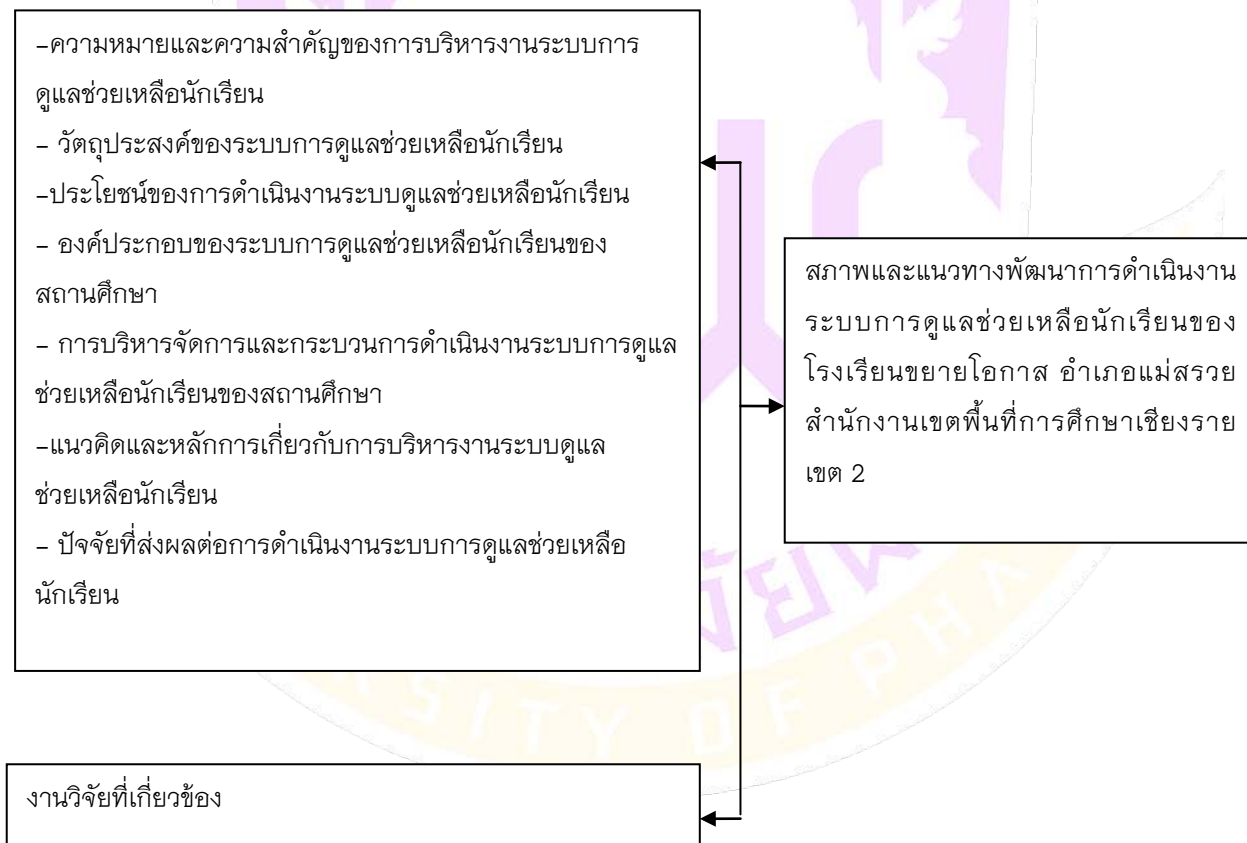 -ความหมายและความสำคัญของการบริหารงานระบบการ
ดูแลช่วยเหลือนักเรียน
- วัตถุประสงค์ของระบบการดูแลช่วยเหลือนักเรียน
-ประโยชน์ของการดำเนินงานระบบดูแลช่วยเหลือนักเรียน
- องค์ประกอบของระบบการดูแลช่วยเหลือนักเรียนของ
สถานศึกษา
- การบริหารจัดการและกระบวนการดำเนินงานระบบการดูแล
ช่วยเหลือนักเรียนของสถานศึกษา
-แนวคิดและหลักการเกี่ยวกับการบริหารงานระบบดูแล
ช่วยเหลือนักเรียน
- ปัจจัยที่ส่งผลต่อการดำเนินงานระบบการดูแลช่วยเหลือ
นักเรียน
สภาพและแนวทางพัฒนาการดำเนินงาน
ระบบการดูแลช่วยเหลือนักเรียนของ
โรงเรียนขยายโอกาส อำเภอแม่สรวย
สำนักงานเขตพื้นที่การศึกษาเชียงราย
เขต 2
งานวิจัยที่เกี่ยวข้อง